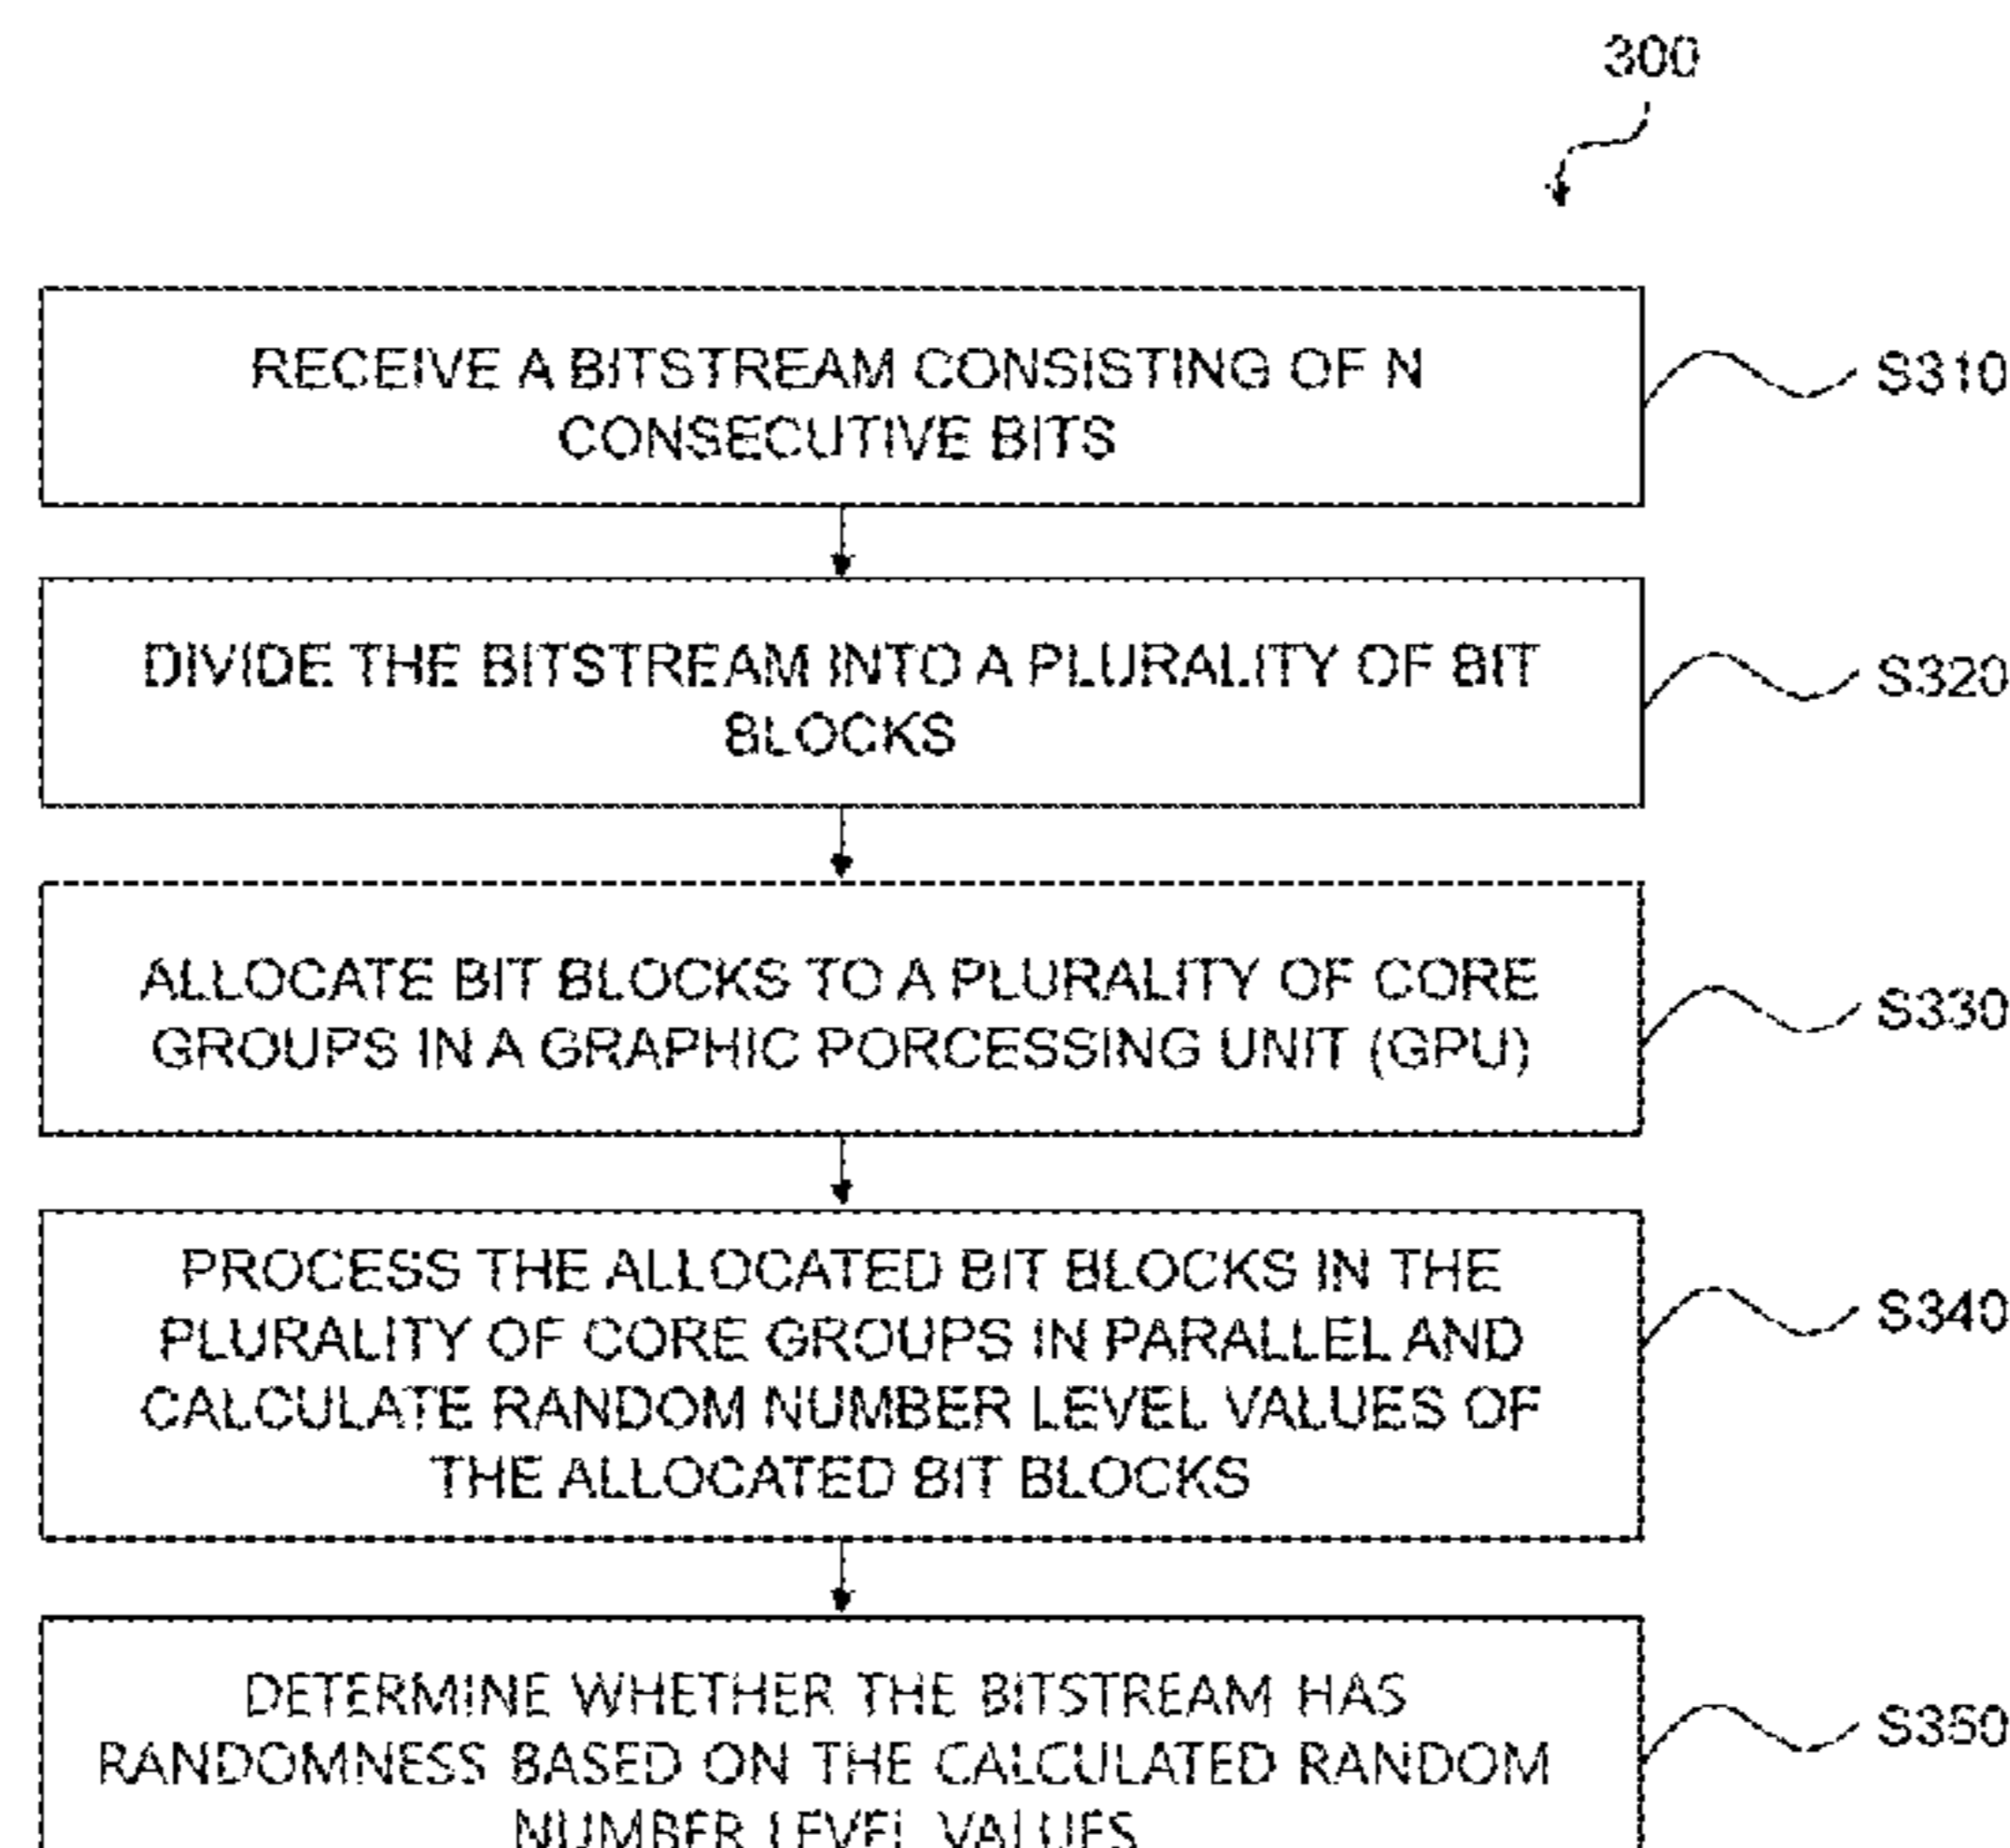 300
RECEIVE A BITSTREAM CONSISTING OF N
CONSECUTIVE BITS
S310
DIVIDE THE BITSTREAM INTO A PLURALITY OF BIT
BLOCKS
S320
ALLOCATE BIT BLOCKS TO A PLURALITY OF CORE
GROUPS IN A GRAPHIC PORCESSING UNIT (GPU)
S330
PROCESS THE ALLOCATED BIT BLOCKS IN THE
PLURALITY OF CORE GROUPS IN PARALLEL AND
CALCULATE RANDOM NUMBER LEVEL VALUES OF
THE ALLOCATED BIT BLOCKS
S340
DETERMINE WHETHER THE BITSTREAM HAS
RANDOMNESS BASED ON THE CALCULATED RANDOM
NUMBER LEVEL VALUES
S350